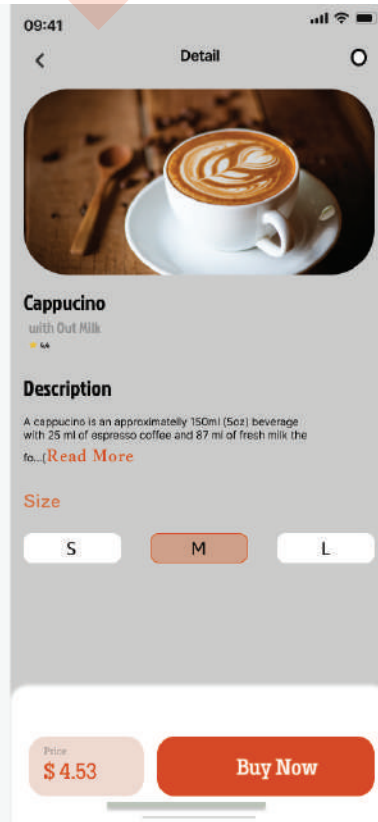 09:41
Detail
Cappucino
with Out Milk
Description
A cappucino is an approximatelly 150ml (5oz) beverage
with 25 ml of espresso coffee and 87 ml of fresh milk the
fo...(Read More
Size
S M L
Price
$ 4.53
Buy Now